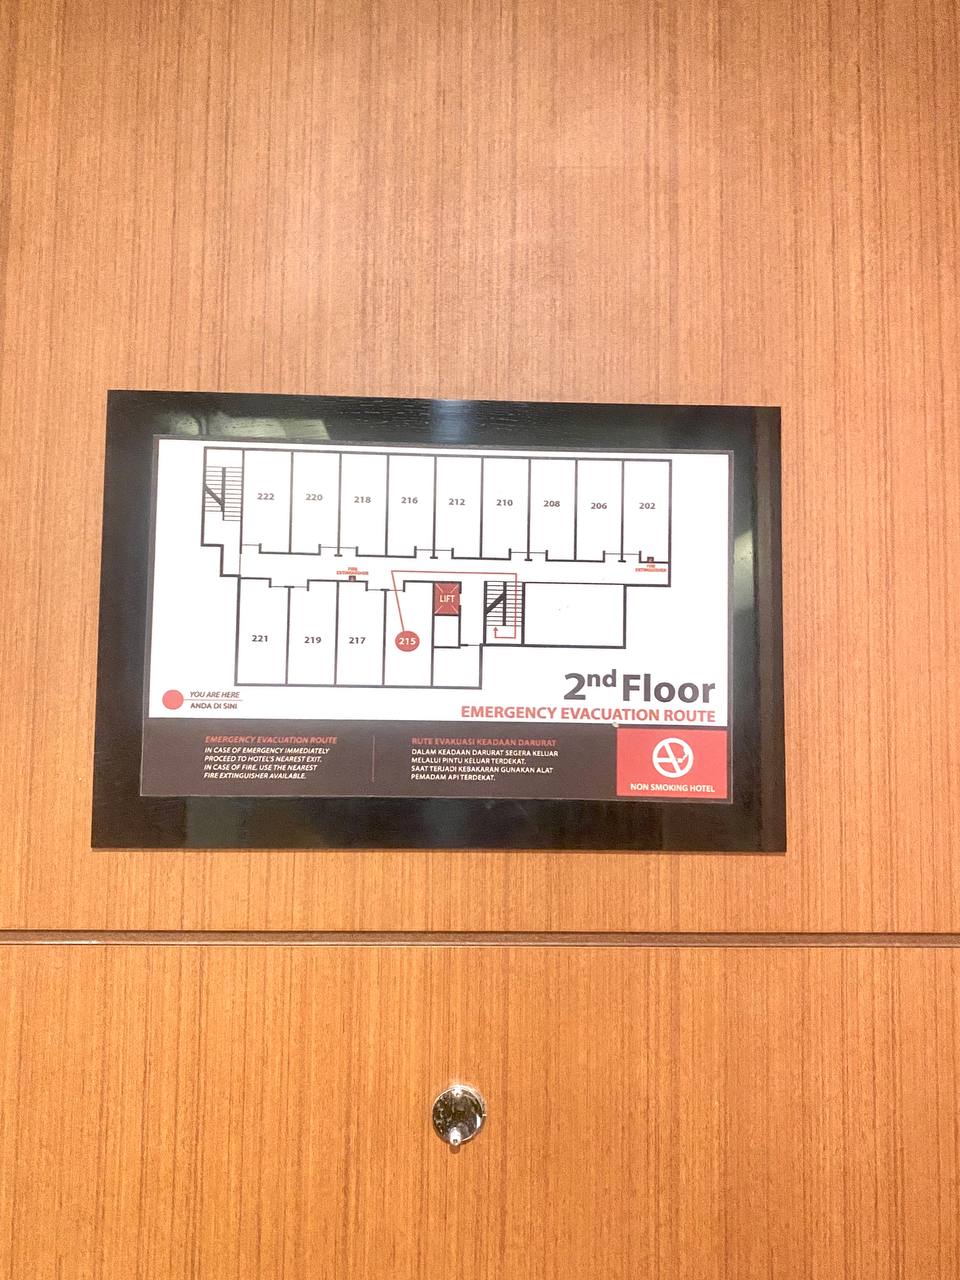 222
220
218
216
212
210
208
206
202
FIRE
EXTINGUISHER
FIRE
EXTINGUISHER
LIFT
221
219
217
215
YOU ARE HERE
ANDA DI SINI
2nd Floor
EMERGENCY EVACUATION ROUTE
EMERGENCY EVACUATION ROUTE
IN CASE OF EMERGENCY IMMEDIATELY
PROCEED TO HOTEL'S NEAREST EXIT.
IN CASE OF FIRE, USE THE NEAREST
FIRE EXTINGUISHER AVAILABLE.
RUTE EVAKUASI KEADAAN DARURAT
DALAM KEADAAN DARURAT SEGERA KELUAR
MELALUI PINTU KELUAR TERDEKAT.
SAAT TERJADI KEBAKARAN GUNAKAN ALAT
PEMADAM API TERDEKAT.
NON SMOKING HOTEL